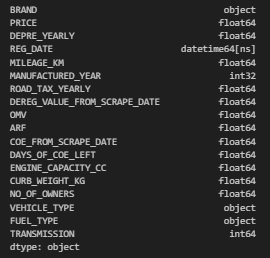 BRAND object
PRICE float64
DEPRE_YEARLY float64
REG_DATE datetime64[ns]
MILEAGE_KM float64
MANUFACTURED_YEAR int32
ROAD_TAX_YEARLY float64
DEREG_VALUE_FROM_SCRAPE_DATE float64
OMV float64
ARF float64
COE_FROM_SCRAPE_DATE float64
DAYS_OF_COE_LEFT float64
ENGINE_CAPACITY_CC float64
CURB_WEIGHT_KG float64
NO_OF_OWNERS float64
VEHICLE_TYPE object
FUEL_TYPE object
TRANSMISSION int64
dtype: object